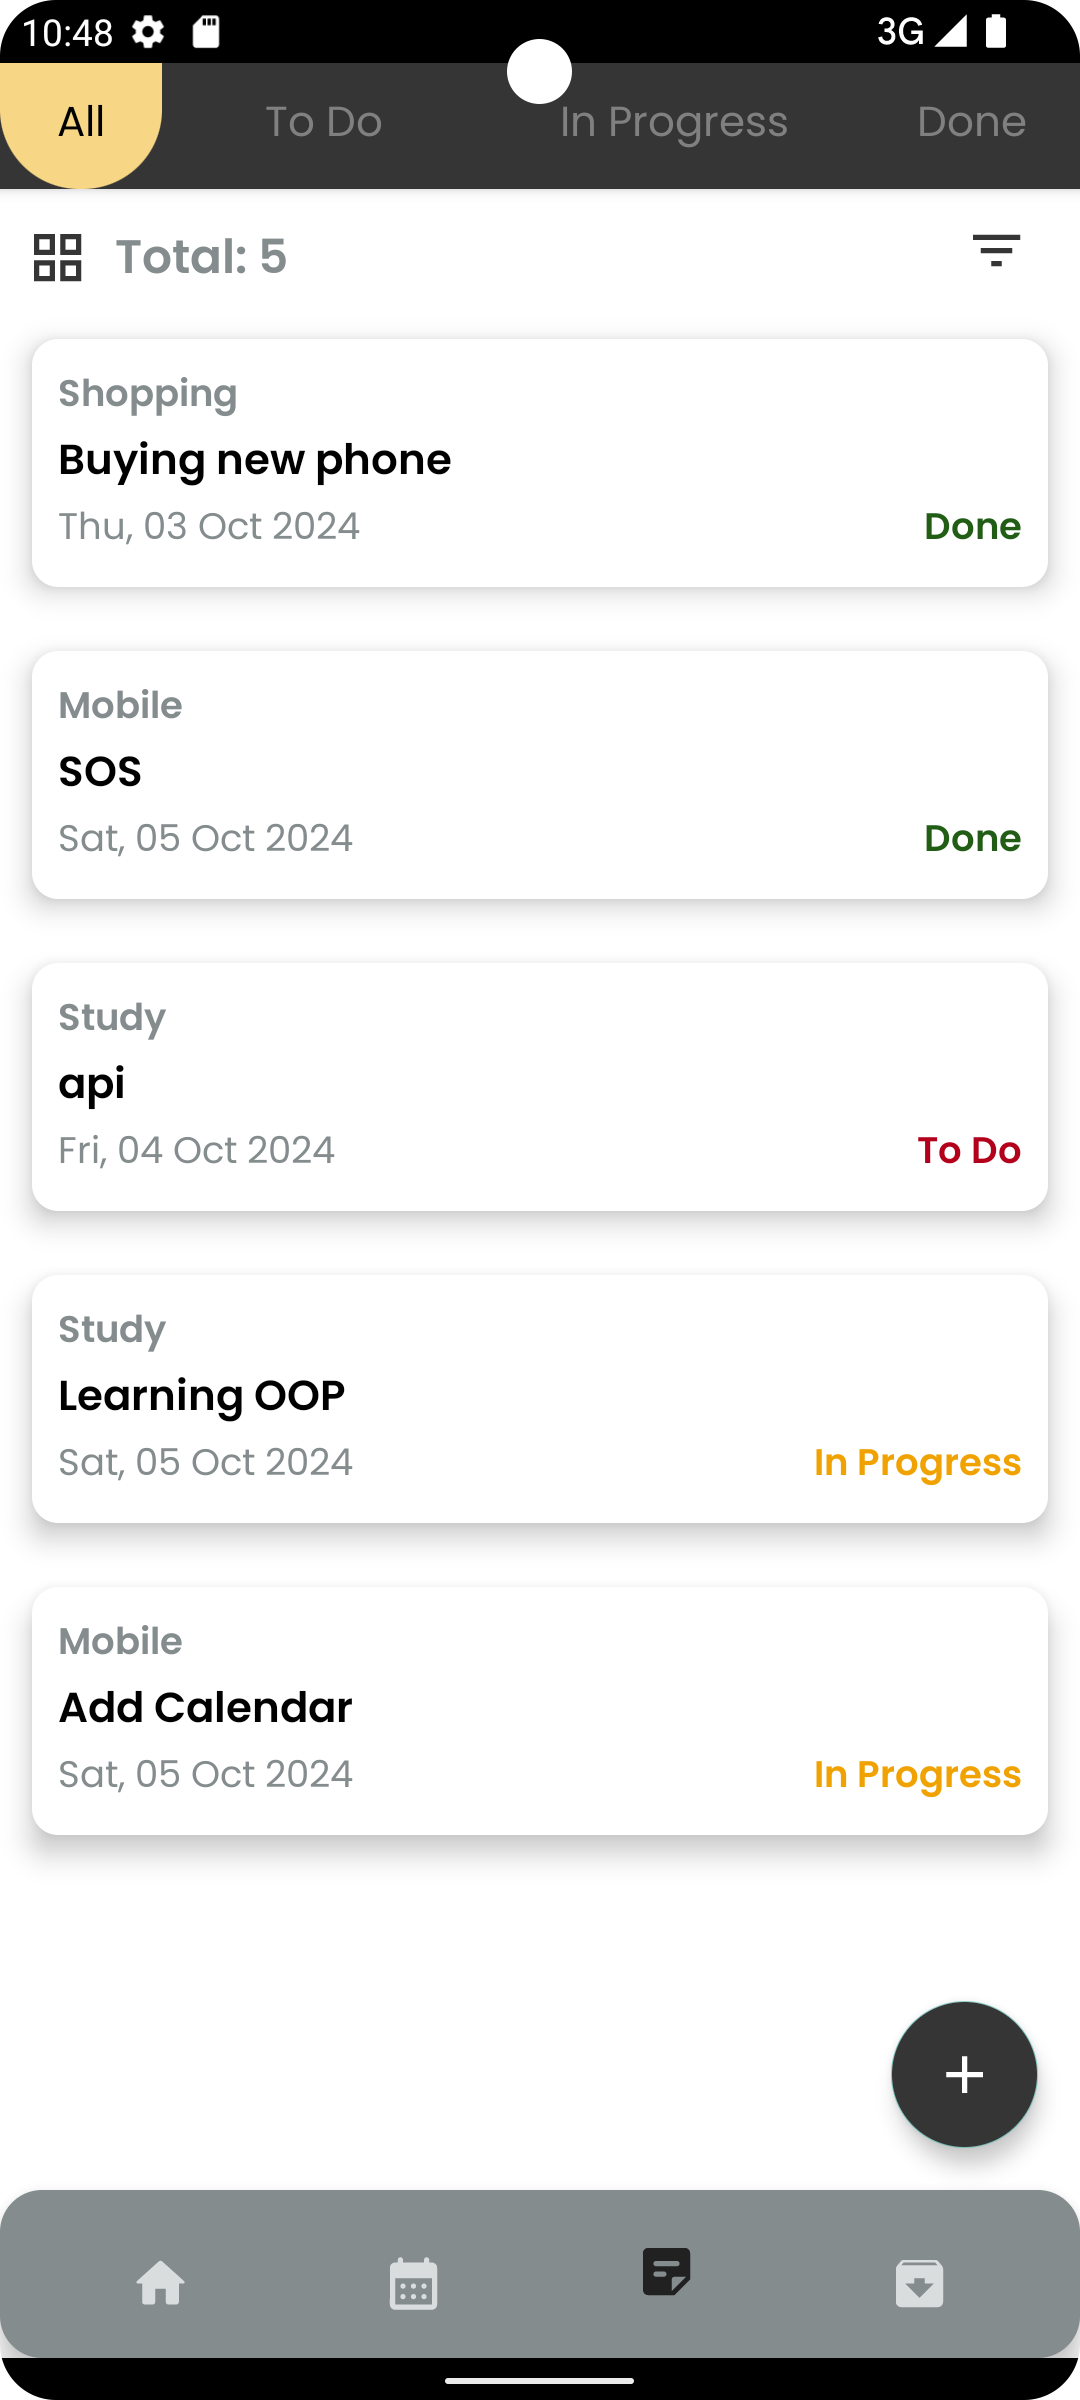 10:48
3G
All
To Do
In Progress
Done
Total: 5
Shopping
Buying new phone
Thu, 03 Oct 2024
Done
Mobile
SOS
Sat, 05 Oct 2024
Done
Study
api
Fri, 04 Oct 2024
To Do
Study
Learning OOP
Sat, 05 Oct 2024
In Progress
Mobile
Add Calendar
Sat, 05 Oct 2024
In Progress